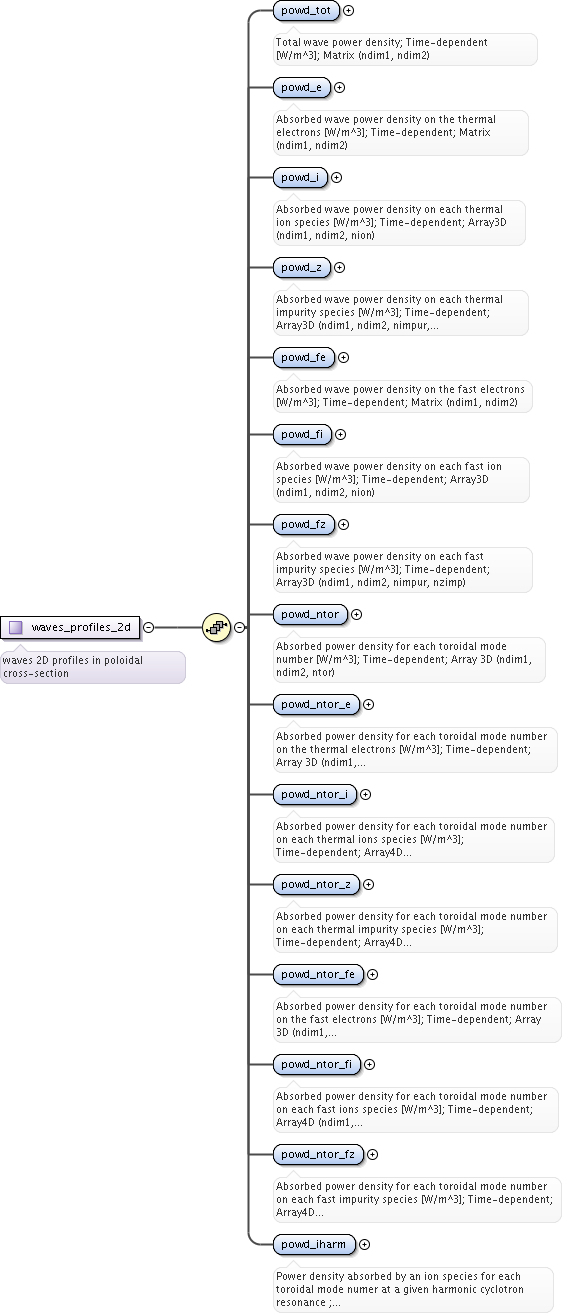 powd_tot
Total wave power density; Time-dependent
[W/m^3]; Matrix (ndim1, ndim2)
powd_e
Absorbed wave power density on the thermal
electrons [W/m^3]; Time-dependent; Matrix
(ndim1, ndim2)
powd_i
Absorbed wave power density on each thermal
ion species [W/m^3]; Time-dependent; Array3D
(ndim1, ndim2, nion)
powd_z
Absorbed wave power density on each thermal
impurity species [W/m^3]; Time-dependent;
Array3D (ndim1, ndim2, nimpur,...
powd_fe
Absorbed wave power density on the fast electrons
[W/m^3]; Time-dependent; Matrix (ndim1, ndim2)
powd_fi
Absorbed wave power density on each fast ion
species [W/m^3]; Time-dependent; Array3D
(ndim1, ndim2, nion)
powd_fz
Absorbed wave power density on each fast
impurity species [W/m^3]; Time-dependent;
Array3D (ndim1, ndim2, nimpur, nzimp)
waves_profiles_2d
waves 2D profiles in poloidal
cross-section
powd_ntor
Absorbed power density for each toroidal mode
number [W/m^3]; Time-dependent; Array 3D (ndim1,
ndim2, ntor)
powd_ntor_e
Absorbed power density for each toroidal mode number
on the thermal electrons [W/m^3]; Time-dependent;
Array 3D (ndim1,...
powd_ntor_i
Absorbed power density for each toroidal mode number
on each thermal ions species [W/m^3];
Time-dependent; Array4D...
powd_ntor_z
Absorbed power density for each toroidal mode number
on each thermal impurity species [W/m^3];
Time-dependent; Array4D...
powd_ntor_fe
Absorbed power density for each toroidal mode number
on the fast electrons [W/m^3]; Time-dependent; Array
3D (ndim1,...
powd_ntor_fi
Absorbed power density for each toroidal mode number
on each fast ions species [W/m^3]; Time-dependent;
Array4D (ndim1,...
powd_ntor_fz
Absorbed power density for each toroidal mode number
on each fast impurity species [W/m^3]; Time-dependent;
Array4D...
powd_iharm
Power density absorbed by an ion species for each
toroidal mode numer at a given harmonic cyclotron
resonance ;...